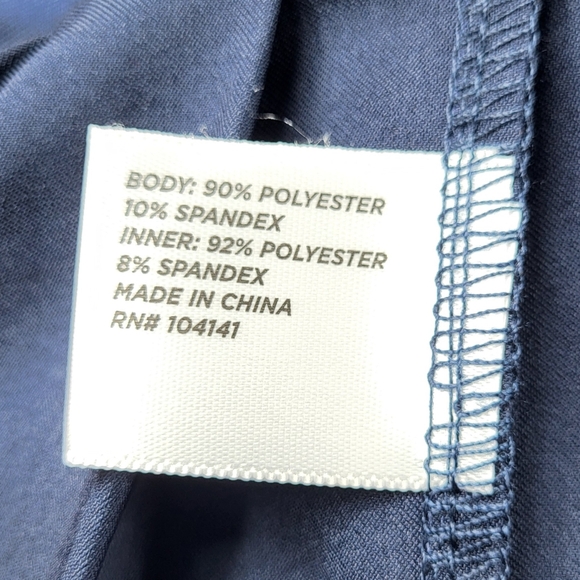 BODY: 90% POLYESTER
10% SPANDEX
INNER: 92% POLYESTER
8% SPANDEX
MADE IN CHINA
RN# 104141